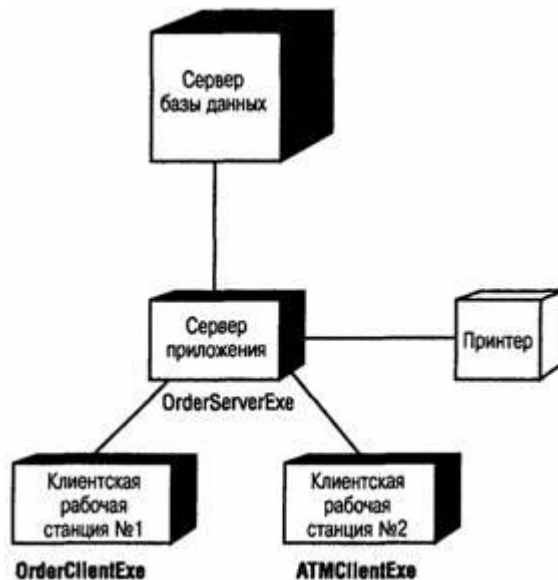 Сервер
базы данных
Сервер
приложения
Принтер
OrderServerExe
Клиентская
рабочая
станция №1
Клиентская
рабочая
станция №2
OrderClientExe
ATMClientExe